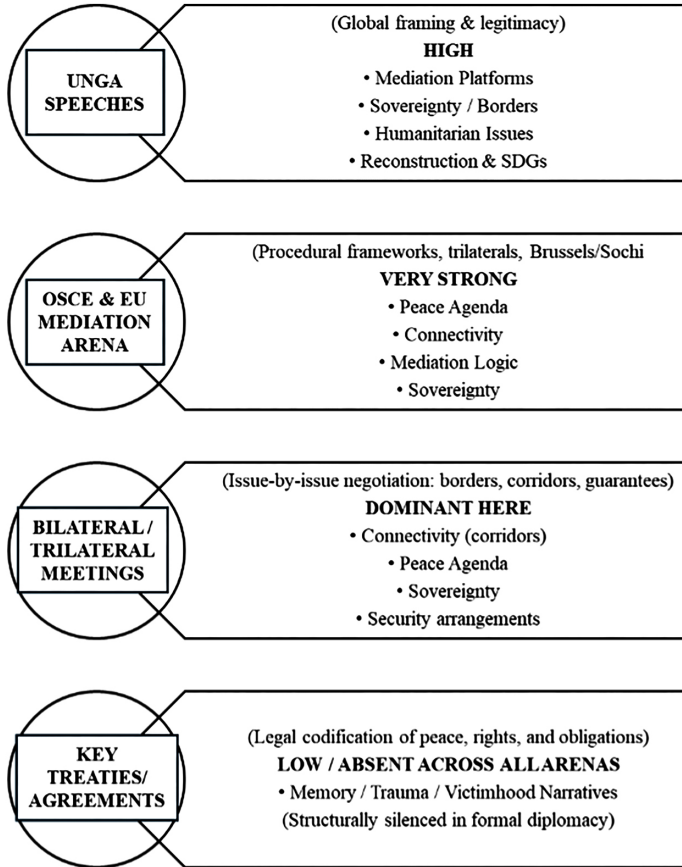 UNGA
SPEECHES
(Global framing & legitimacy)
HIGH
• Mediation Platforms
• Sovereignty / Borders
• Humanitarian Issues
• Reconstruction & SDGs
OSCE & EU
MEDIATION
ARENA
(Procedural frameworks, trilaterals, Brussels/Sochi
VERY STRONG
• Peace Agenda
• Connectivity
• Mediation Logic
• Sovereignty
BILATERAL /
TRILATERAL
MEETINGS
(Issue-by-issue negotiation: borders, corridors, guarantees)
DOMINANT HERE
• Connectivity (corridors)
• Peace Agenda
• Sovereignty
• Security arrangements
KEY
TREATIES/
AGREEMENTS
(Legal codification of peace, rights, and obligations)
LOW / ABSENT ACROSS ALL ARENAS
• Memory / Trauma / Victimhood Narratives
(Structurally silenced in formal diplomacy)